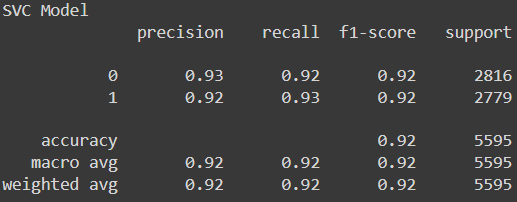 SVC Model
precision recall f1-score support
0 0.93 0.92 0.92 2816
1 0.92 0.93 0.92 2779
accuracy 0.92 5595
macro avg 0.92 0.92 0.92 5595
weighted avg 0.92 0.92 0.92 5595